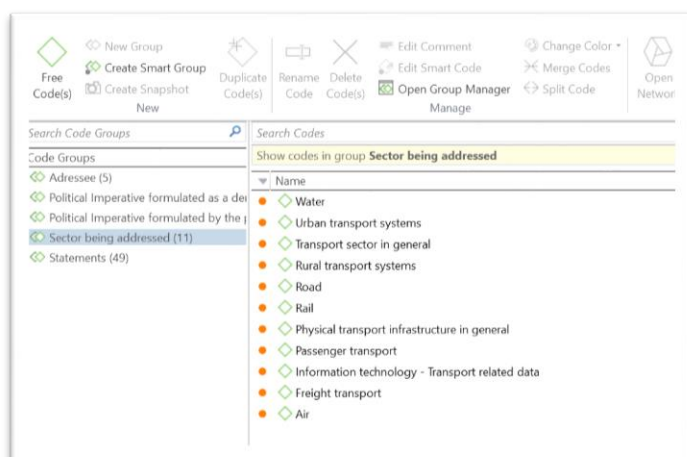 New Group
Create Smart Group
Create Snapshot
Free
Code(s)
New
Duplicate
Code(s)
Rename
Code
Delete
Code(s)
Edit Comment
Edit Smart Code
Open Group Manager
Change Color
Merge Codes
Split Code
Manage
Open
Networ
Search Code Groups
Code Groups
Adressee (5)
Political Imperative formulated as a de
Political Imperative formulated by the
Sector being addressed (11)
Statements (49)
Search Codes
Show codes in group Sector being addressed
Name
Water
Urban transport systems
Transport sector in general
Rural transport systems
Road
Rail
Physical transport infrastructure in general
Passenger transport
Information technology - Transport related data
Freight transport
Air